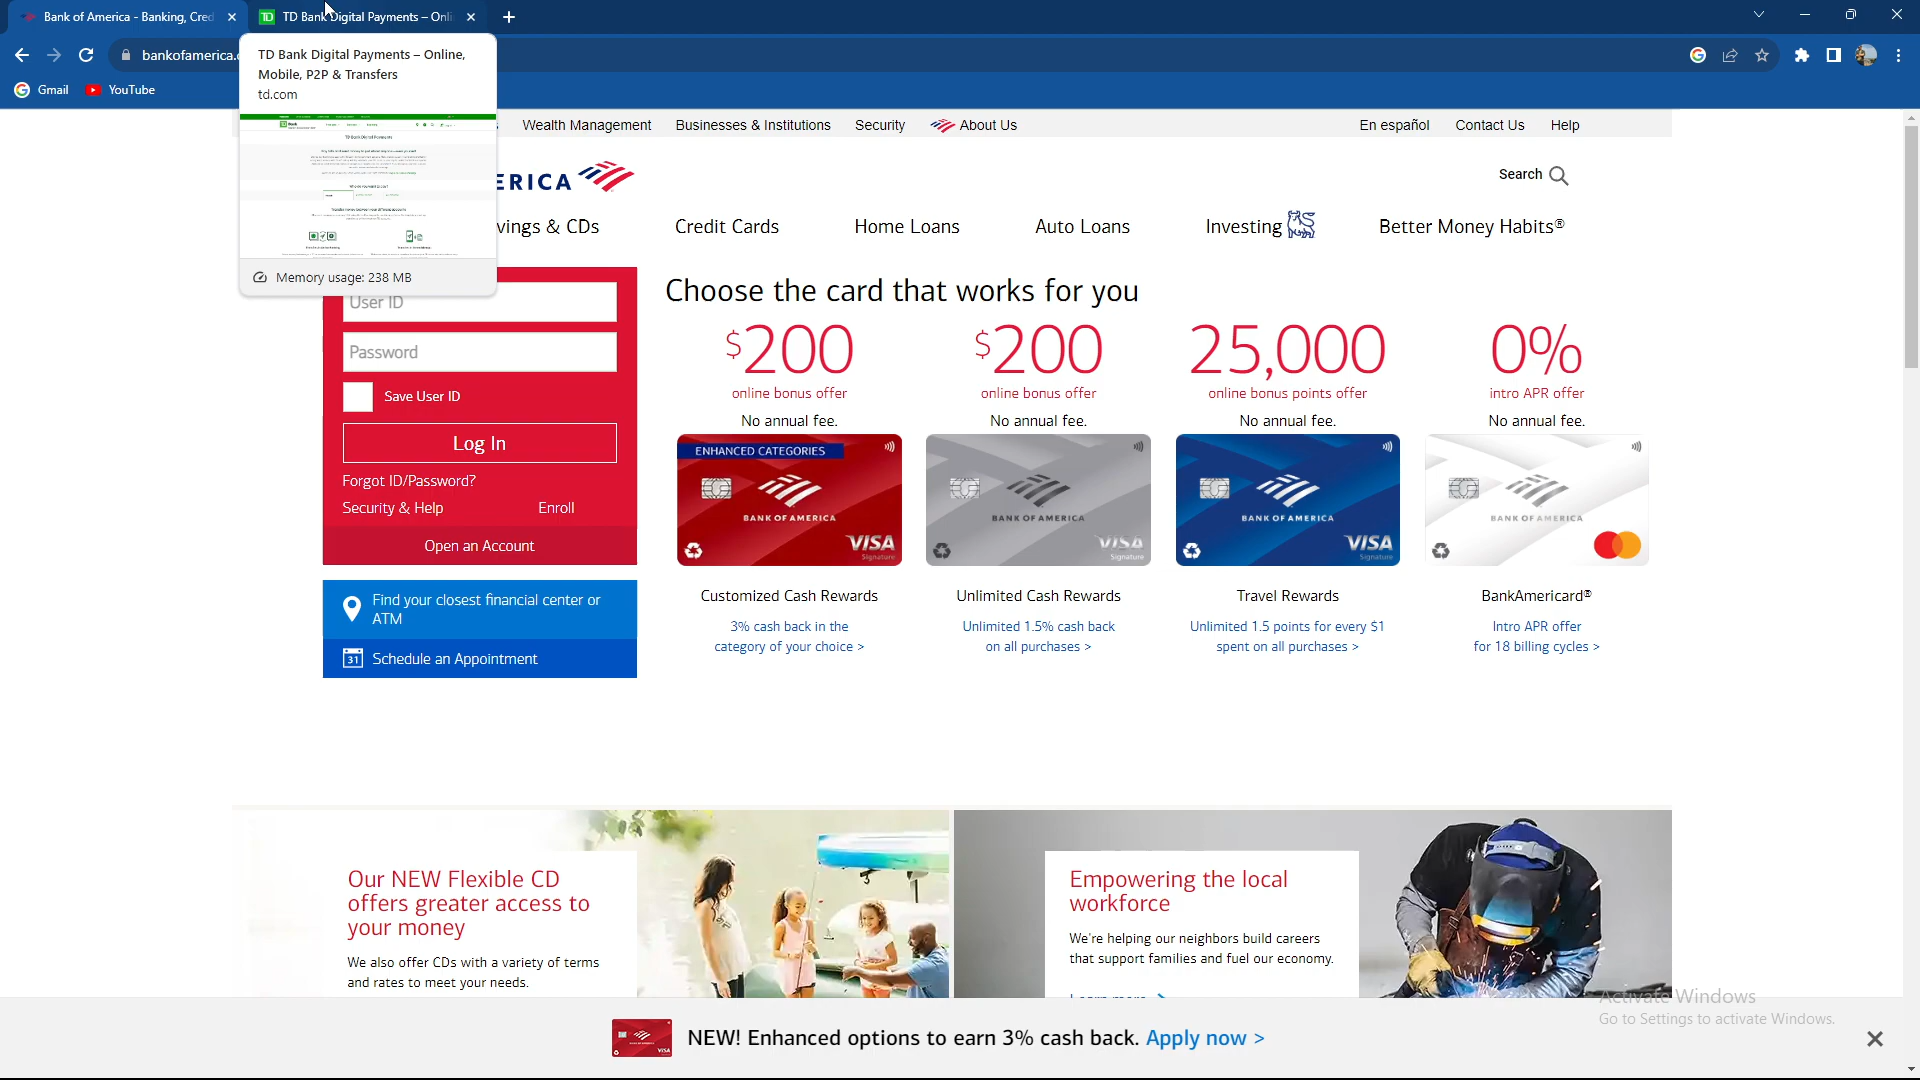 Bank of America - Banking, Cred
TD Bank Digital Payments – Onli
bankofamerica.c
Gmail
YouTube
TD Bank Digital Payments – Online,
Mobile, P2P & Transfers
td.com
Memory usage: 238 MB
s Wealth Management Businesses & Institutions Security About Us En español Contact Us Help
ERICA
Search
vings & CDs Credit Cards Home Loans Auto Loans Investing Better Money Habits®
User ID
Password
Save User ID
Log In
Forgot ID/Password?
Security & Help Enroll
Open an Account
Find your closest financial center or
ATM
31 Schedule an Appointment
Choose the card that works for you
$200
online bonus offer
No annual fee.
ENHANCED CATEGORIES
BANK OF AMERICA
VISA
Signature
Customized Cash Rewards
3% cash back in the
category of your choice >
$200
online bonus offer
No annual fee.
BANK OF AMERICA
VISA
Signature
Unlimited Cash Rewards
Unlimited 1.5% cash back
on all purchases >
25,000
online bonus points offer
No annual fee.
BANK OF AMERICA
VISA
Signature
Travel Rewards
Unlimited 1.5 points for every $1
spent on all purchases >
0%
intro APR offer
No annual fee.
BANK OF AMERICA
BankAmericard®
Intro APR offer
for 18 billing cycles >
Our NEW Flexible CD
offers greater access to
your money
We also offer CDs with a variety of terms
and rates to meet your needs.
Empowering the local
workforce
We're helping our neighbors build careers
that support families and fuel our economy.
Activate Windows
Go to Settings to activate Windows.
NEW! Enhanced options to earn 3% cash back. Apply now >